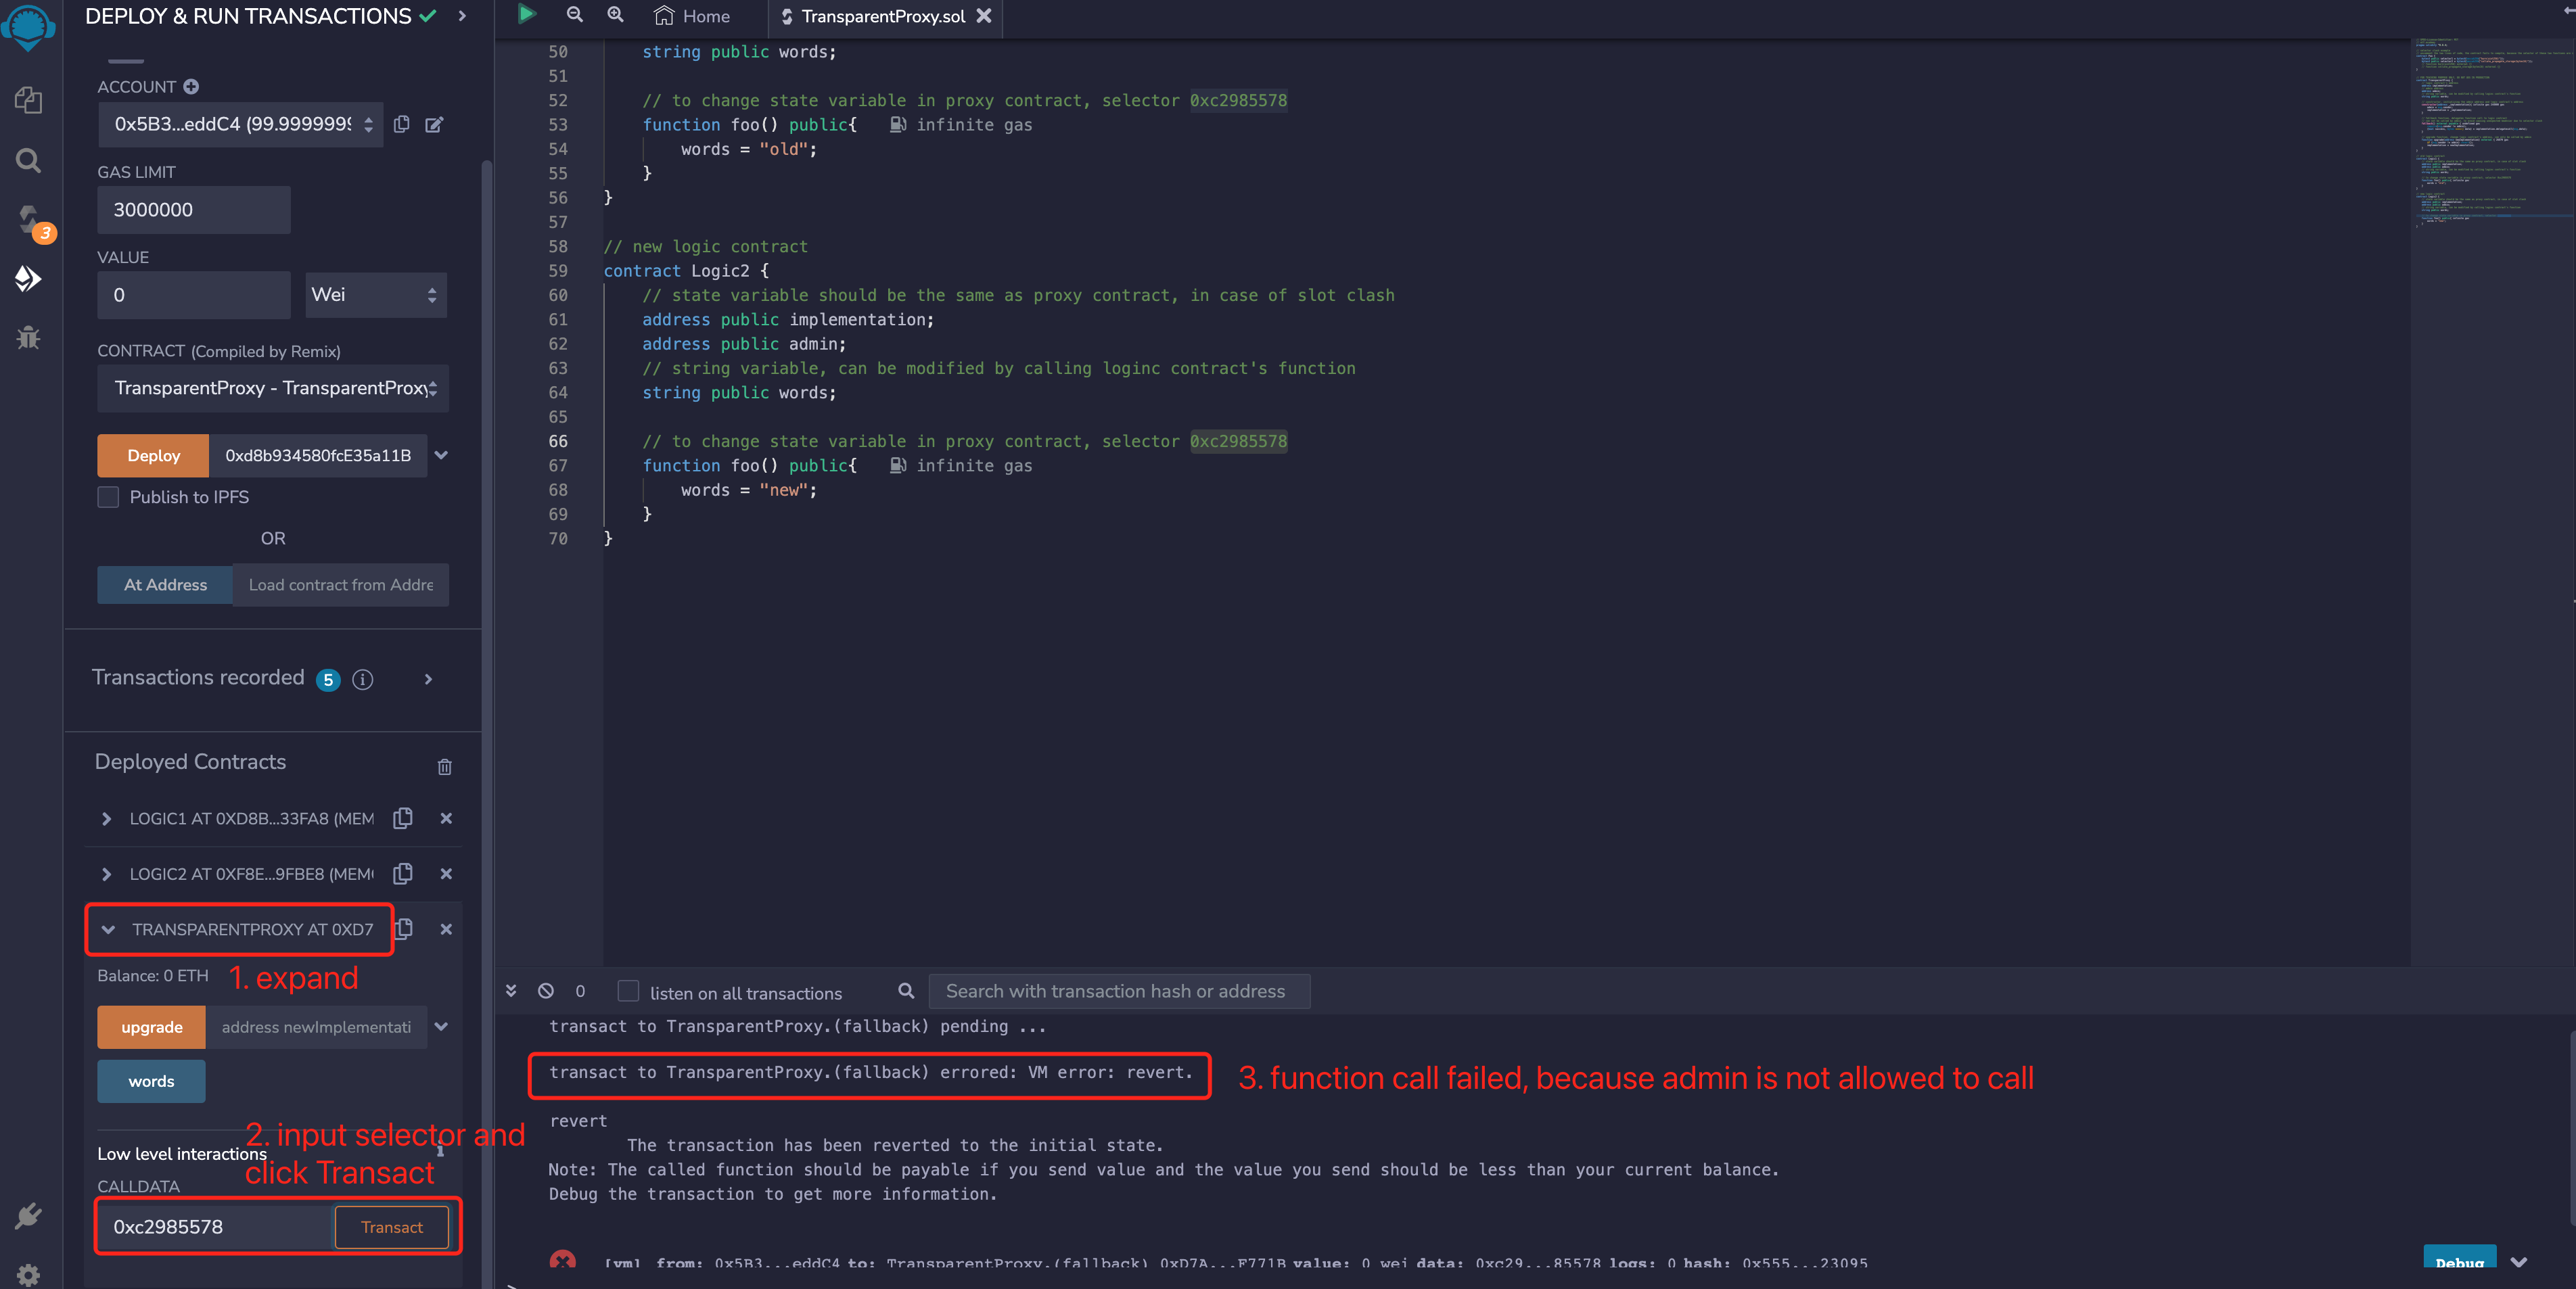 DEPLOY & RUN TRANSACTIONS
ACCOUNT
0x5B3...eddC4 (99.9999999
GAS LIMIT
3000000
VALUE
0
Wei
CONTRACT (Compiled by Remix)
TransparentProxy - TransparentProxy
Deploy
0xd8b934580fcE35a11B
Publish to IPFS
OR
At Address
Load contract from Addre
Transactions recorded 5 i
Deployed Contracts
LOGIC1 AT 0XD8B...33FA8 (MEM
LOGIC2 AT 0XF8E...9FBE8 (MEM
TRANSPARENTPROXY AT 0XD7
Balance: 0 ETH
1. expand
upgrade
address newImplementati
words
2. input selector and
click Transact
Low level interactions
i
CALLDATA
0xc2985578
Transact
3
Home
TransparentProxy.sol
50 string public words;
51
52 // to change state variable in proxy contract, selector 0xc2985578
53 function foo() public{ infinite gas
54 words = "old";
55 }
56 }
57
58 // new logic contract
59 contract Logic2 {
60 // state variable should be the same as proxy contract, in case of slot clash
61 address public implementation;
62 address public admin;
63 // string variable, can be modified by calling loginc contract's function
64 string public words;
65
66 // to change state variable in proxy contract, selector 0xc2985578
67 function foo() public{ infinite gas
68 words = "new";
69 }
70 }
0
listen on all transactions
Search with transaction hash or address
transact to TransparentProxy.(fallback) pending ...
transact to TransparentProxy.(fallback) errored: VM error: revert.
3. function call failed, because admin is not allowed to call
revert
The transaction has been reverted to the initial state.
Note: The called function should be payable if you send value and the value you send should be less than your current balance.
Debug the transaction to get more information.
[vm] from: 0x5B3...eddC4 to: TransparentProxy.(fallback) 0xD7A...F771B value: 0 wei data: 0xc29...85578 logs: 0 hash: 0x555...23095
Debug
>